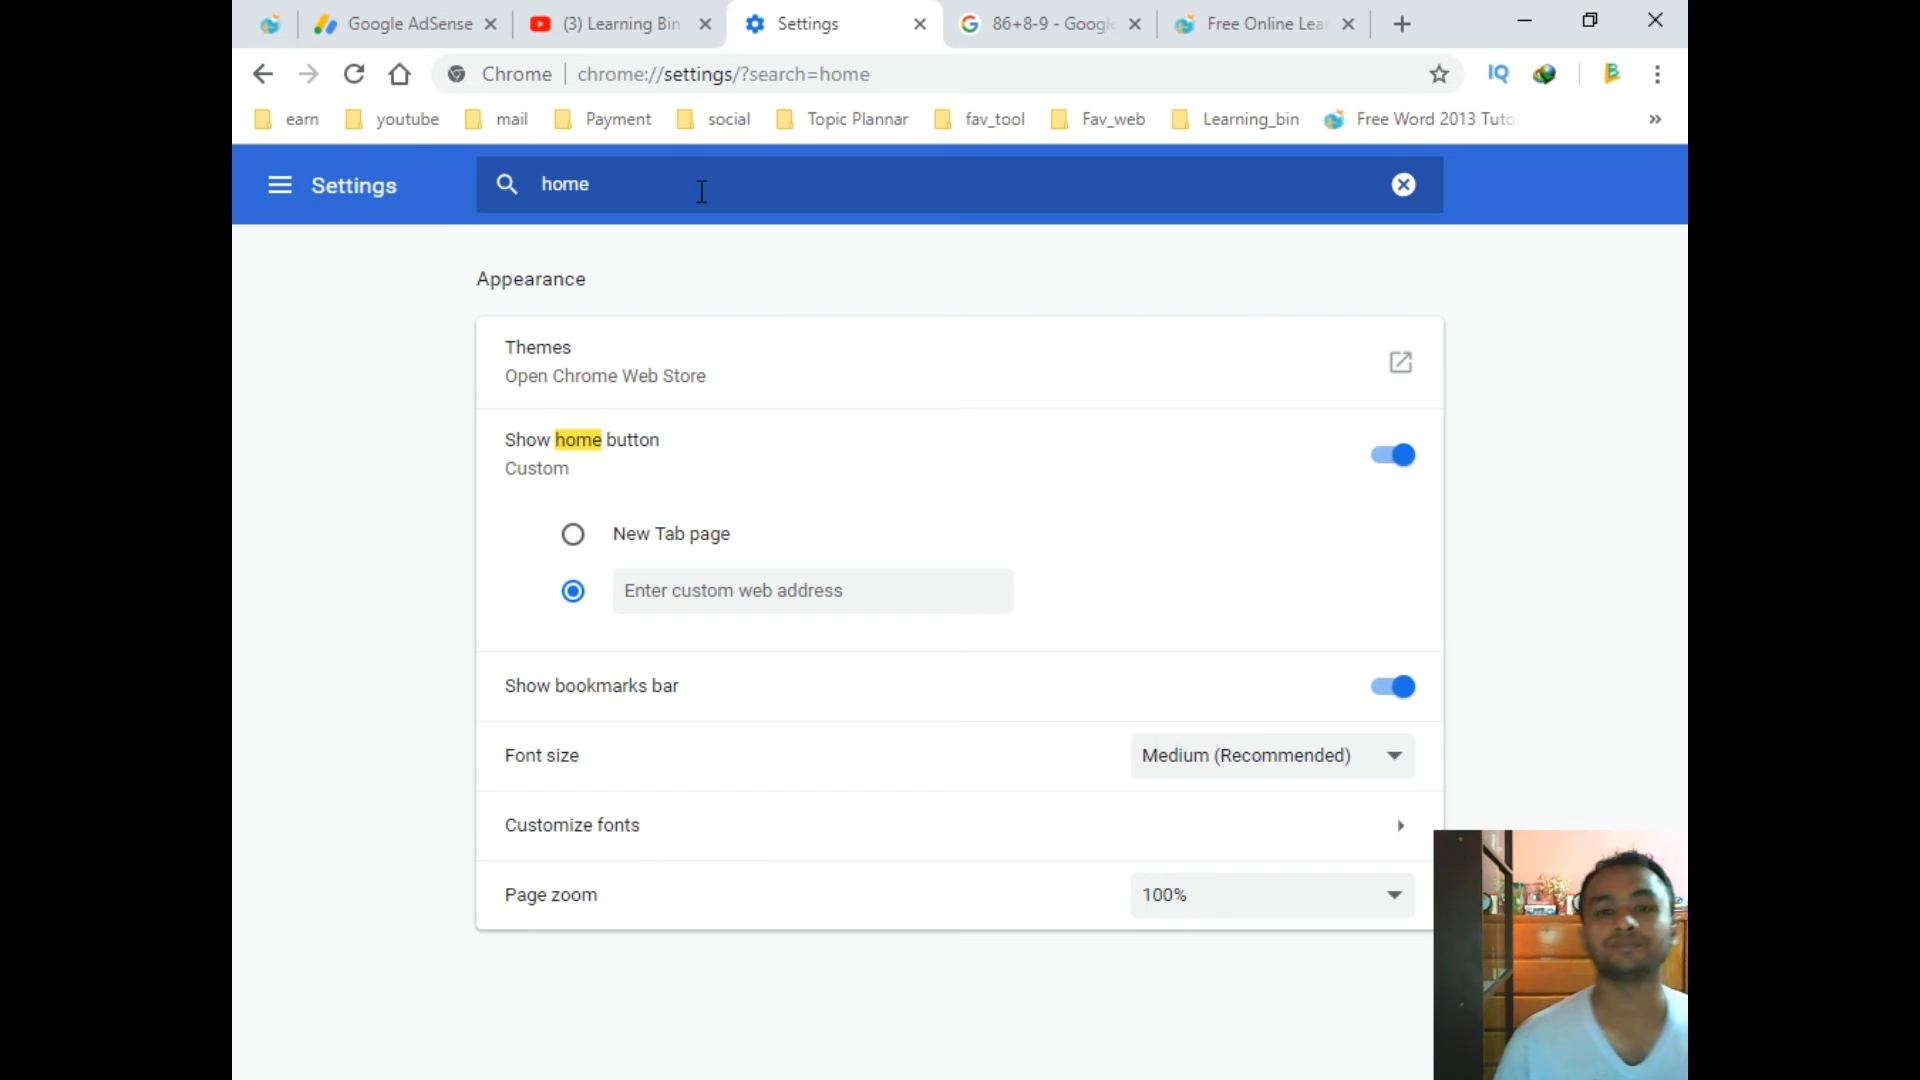 Google AdSense
(3) Learning Bin
Settings
86+8-9 - Google
Free Online Lear
Chrome
chrome://settings/?search=home
IQ
earn
youtube
mail
Payment
social
Topic Plannar
fav_tool
Fav_web
Learning_bin
Free Word 2013 Tuto
»
Settings
home
Appearance
Themes
Open Chrome Web Store
Show home button
Custom
New Tab page
Enter custom web address
Show bookmarks bar
Font size
Medium (Recommended)
Customize fonts
Page zoom
100%